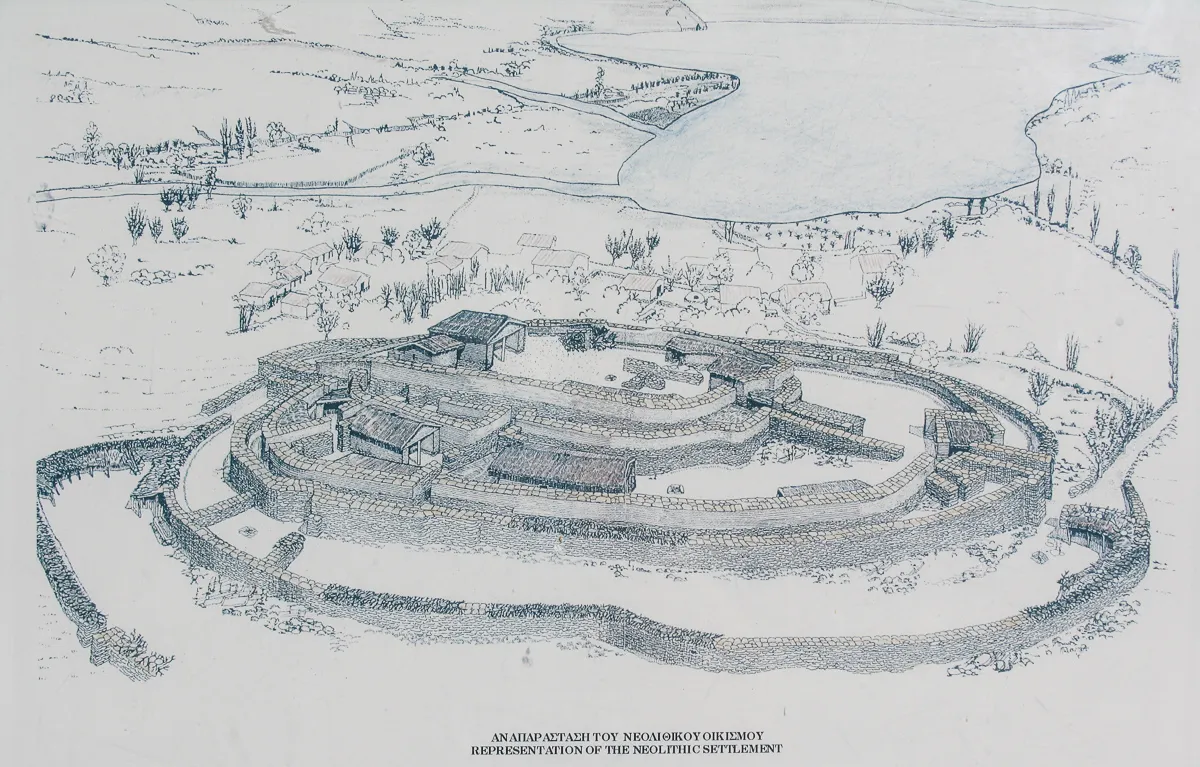 ΑΝΑΠΑΡΑΣΤΑΣΗ ΤΟΥ ΝΕΟΛΙΘΙΚΟΥ ΟΙΚΙΣΜΟΥ
REPRESENTATION OF THE NEOLITHIC SETTLEMENT